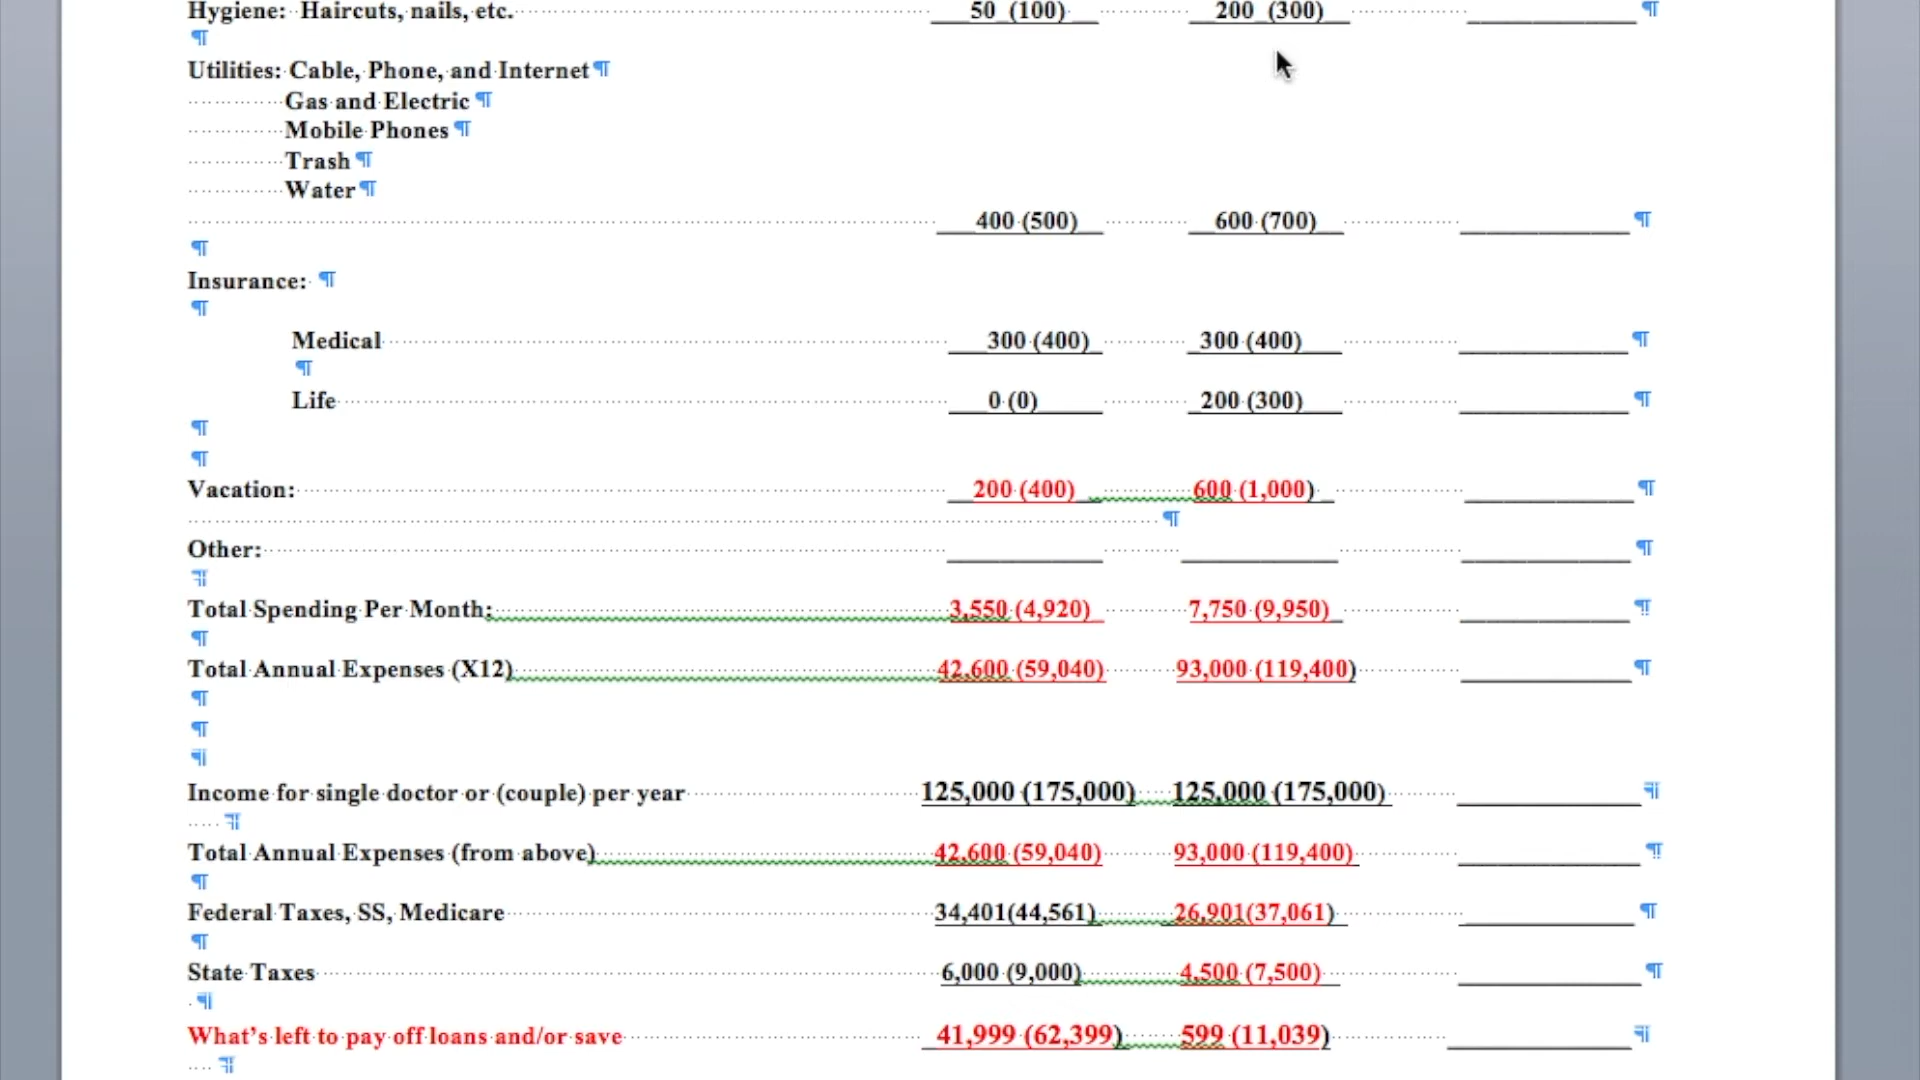 Hygiene: Haircuts, nails, etc. 50 (100) 200 (300)
Utilities: Cable, Phone, and Internet
Gas and Electric
Mobile Phones
Trash
Water
400 (500) 600 (700)
Insurance:
Medical 300 (400) 300 (400)
Life 0 (0) 200 (300)
Vacation: 200 (400) 600 (1,000)
Other:
Total Spending Per Month: 3,550 (4,920) 7,750 (9,950)
Total Annual Expenses (X12) 42,600 (59,040) 93,000 (119,400)
Income for single doctor or (couple) per year 125,000 (175,000) 125,000 (175,000)
Total Annual Expenses (from above) 42,600 (59,040) 93,000 (119,400)
Federal Taxes, SS, Medicare 34,401(44,561) 26,901(37,061)
State Taxes 6,000 (9,000) 4,500 (7,500)
What's left to pay off loans and/or save 41,999 (62,399) 599 (11,039)